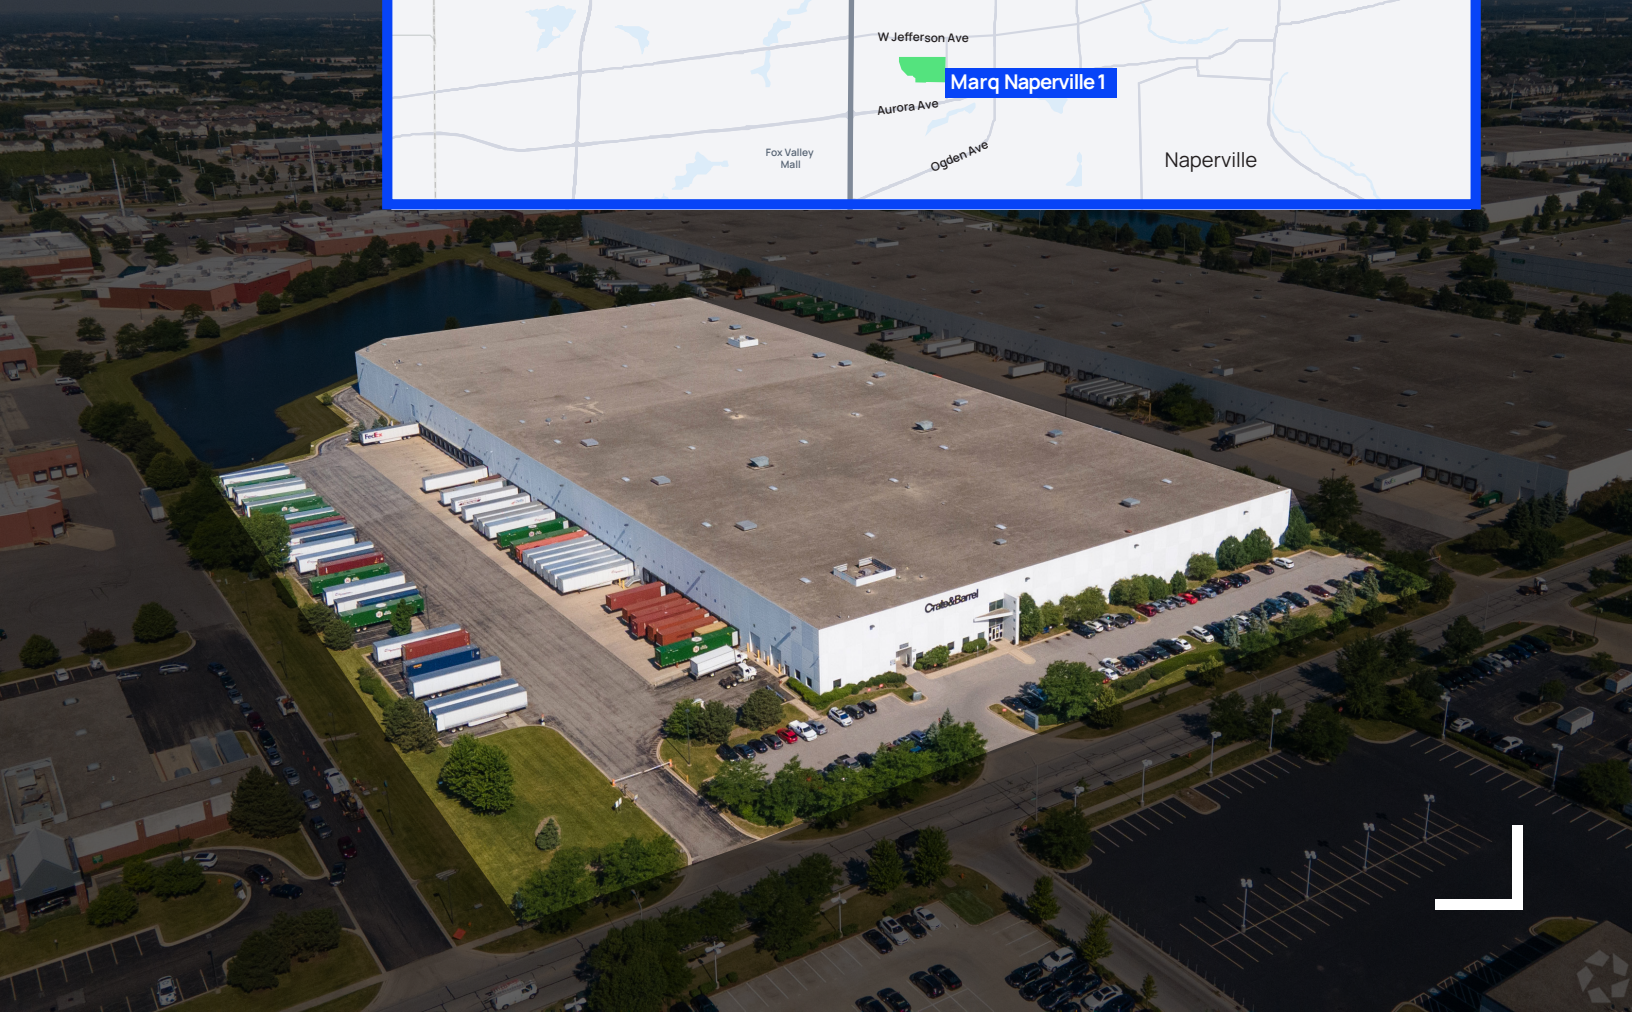 W Jefferson Ave
Marq Naperville 1
Aurora Ave
Fox Valley
Mall
Ogden Ave
Naperville
FedEx
Crate&Barrel